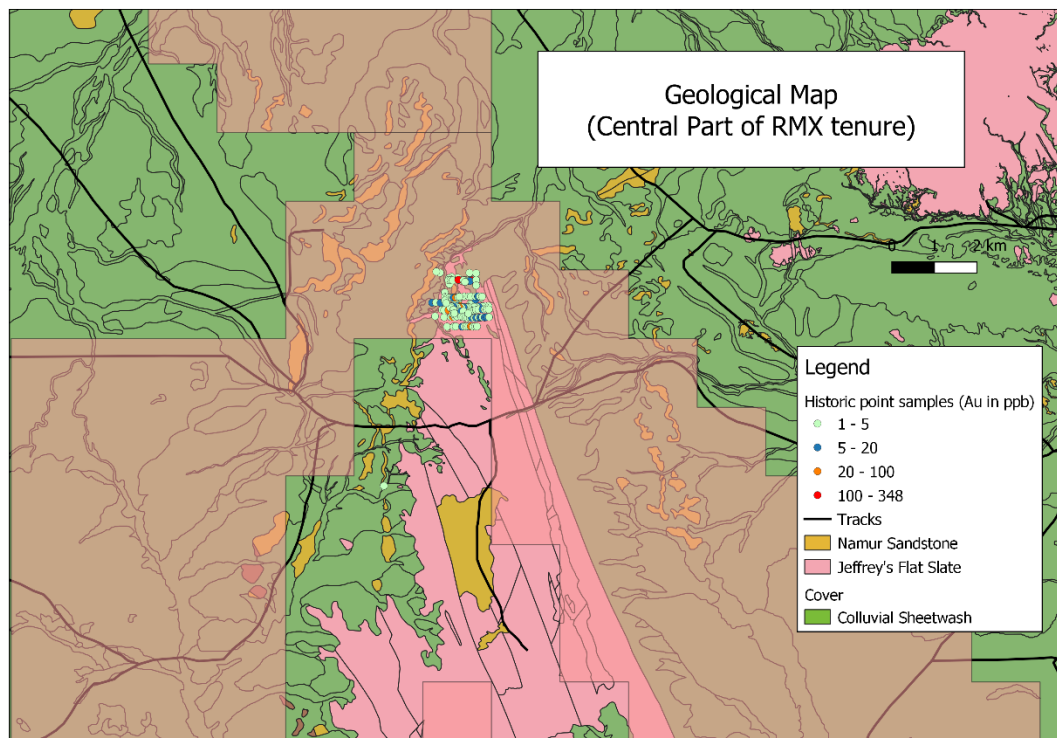 Geological Map
(Central Part of RMX tenure)
0 1 2 km
Legend
Historic point samples (Au in ppb)
1 - 5
5 - 20
20 - 100
100 - 348
Tracks
Namur Sandstone
Jeffrey's Flat Slate
Cover
Colluvial Sheetwash